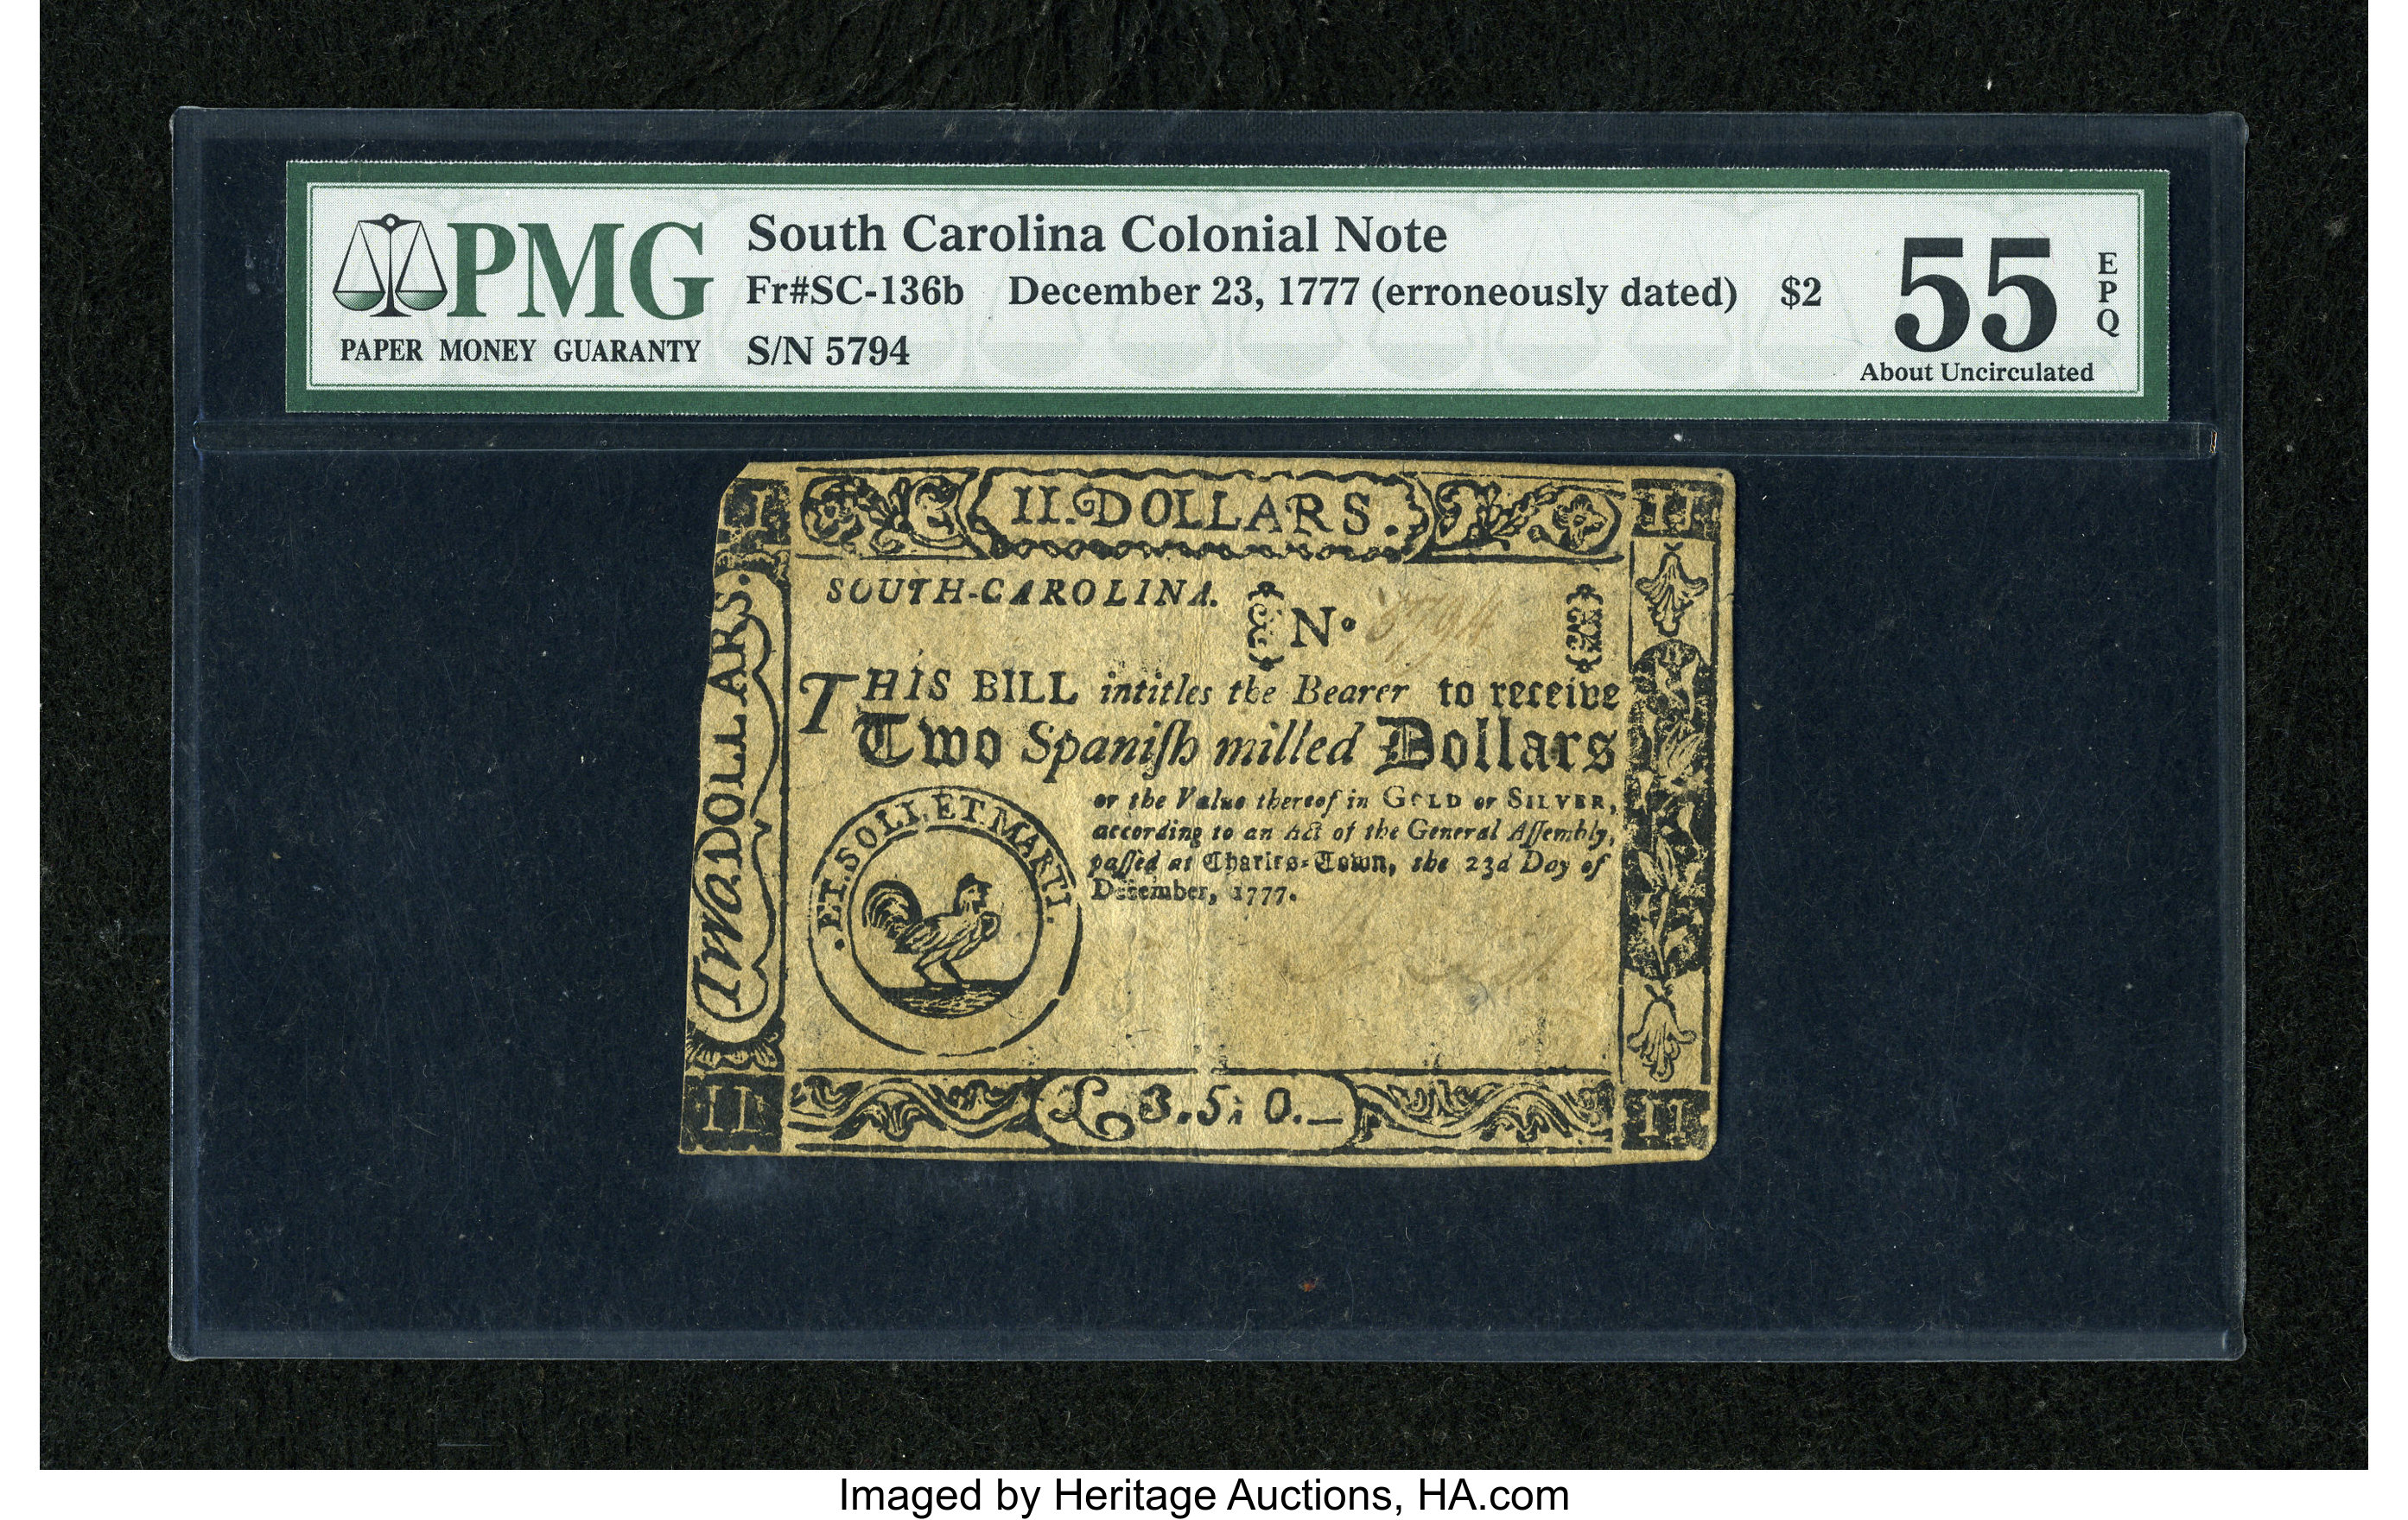 PMG
PAPER MONEY GUARANTY
South Carolina Colonial Note
Fr#SC-136b December 23, 1777 (erroneously dated) $2
S/N 5794
55
EPQ
About Uncirculated
II
II. DOLLARS.
II
Two DOLLARS.
SOUTH-CAROLINA.
No. 5794
THIS BILL intitles the Bearer to receive
Two Spaniſh milled Dollars
or the Value thereof in GOLD or SILVER,
according to an Act of the General Aſſembly,
paſſed at Charles-Town, the 23d Day of
December, 1777.
. ET. SOLI. ET. MARTI.
II
£ 3. 5: 0.—
II
Imaged by Heritage Auctions, HA.com